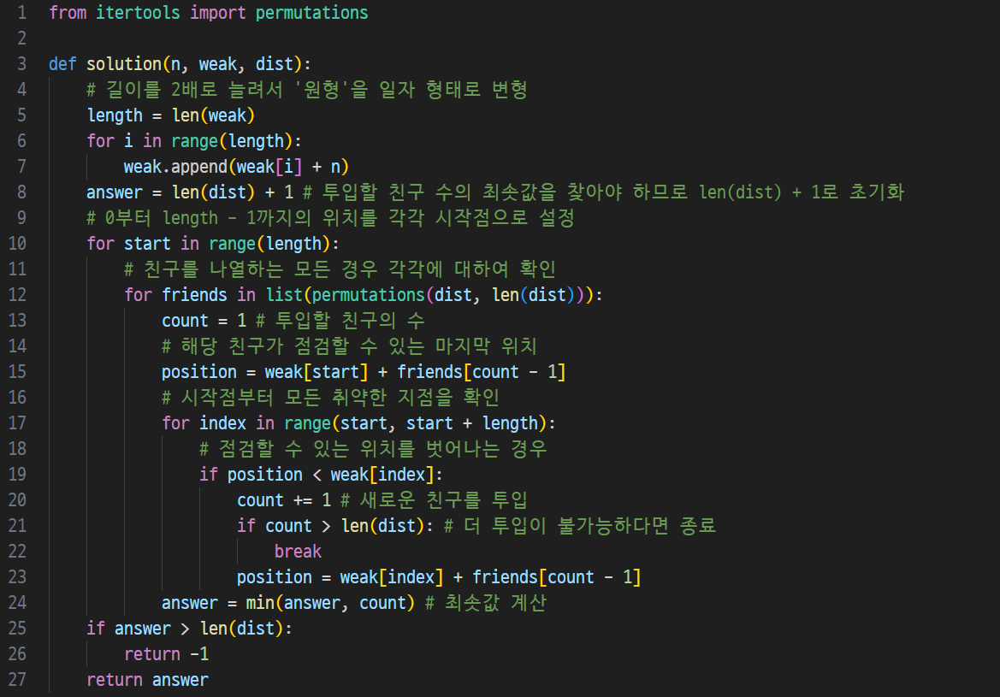 1 from itertools import permutations
2
3 def solution(n, weak, dist):
4     # 길이를 2배로 늘려서 '원형'을 일자 형태로 변형
5     length = len(weak)
6     for i in range(length):
7         weak.append(weak[i] + n)
8     answer = len(dist) + 1 # 투입할 친구 수의 최솟값을 찾아야 하므로 len(dist) + 1로 초기화
9     # 0부터 length - 1까지의 위치를 각각 시작점으로 설정
10     for start in range(length):
11         # 친구를 나열하는 모든 경우 각각에 대하여 확인
12         for friends in list(permutations(dist, len(dist))):
13             count = 1 # 투입할 친구의 수
14             # 해당 친구가 점검할 수 있는 마지막 위치
15             position = weak[start] + friends[count - 1]
16             # 시작점부터 모든 취약한 지점을 확인
17             for index in range(start, start + length):
18                 # 점검할 수 있는 위치를 벗어나는 경우
19                 if position < weak[index]:
20                     count += 1 # 새로운 친구를 투입
21                     if count > len(dist): # 더 투입이 불가능하다면 종료
22                         break
23                     position = weak[index] + friends[count - 1]
24             answer = min(answer, count) # 최솟값 계산
25     if answer > len(dist):
26         return -1
27     return answer